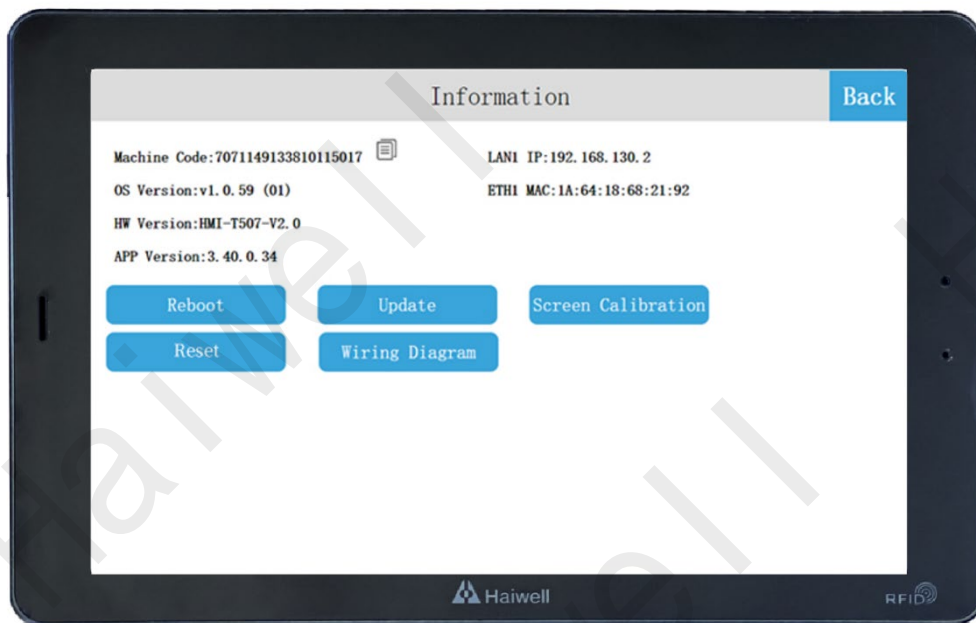 Information
Back
Machine Code:7071149133810115017
LAN1 IP:192. 168. 130. 2
OS Version:v1. 0. 59 (01)
ETH1 MAC:1A:64:18:68:21:92
HW Version:HMI-T507-V2. 0
APP Version:3. 40. 0. 34
Reboot
Update
Screen Calibration
Reset
Wiring Diagram
Haiwell
RFID
Haiwell